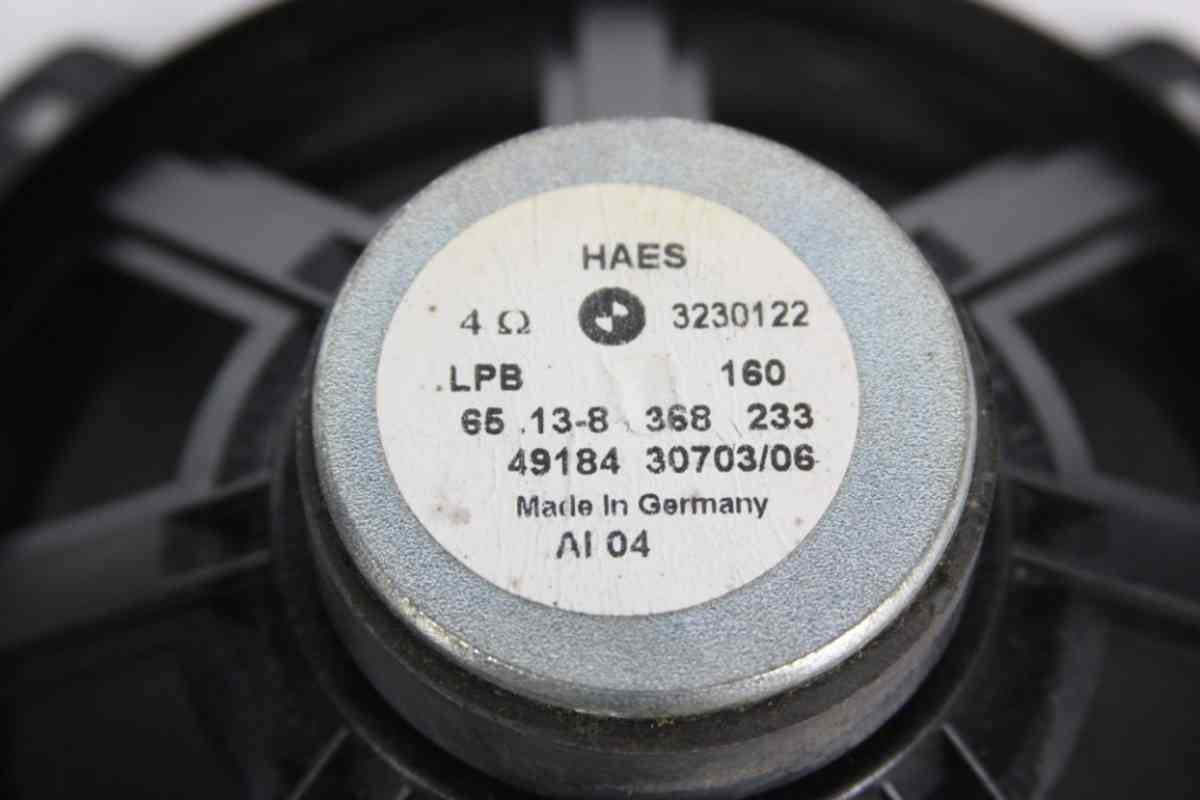 HAES
4 Ω 3230122
.LPB 160
65 .13-8 368 233
49184 30703/06
Made In Germany
AI 04